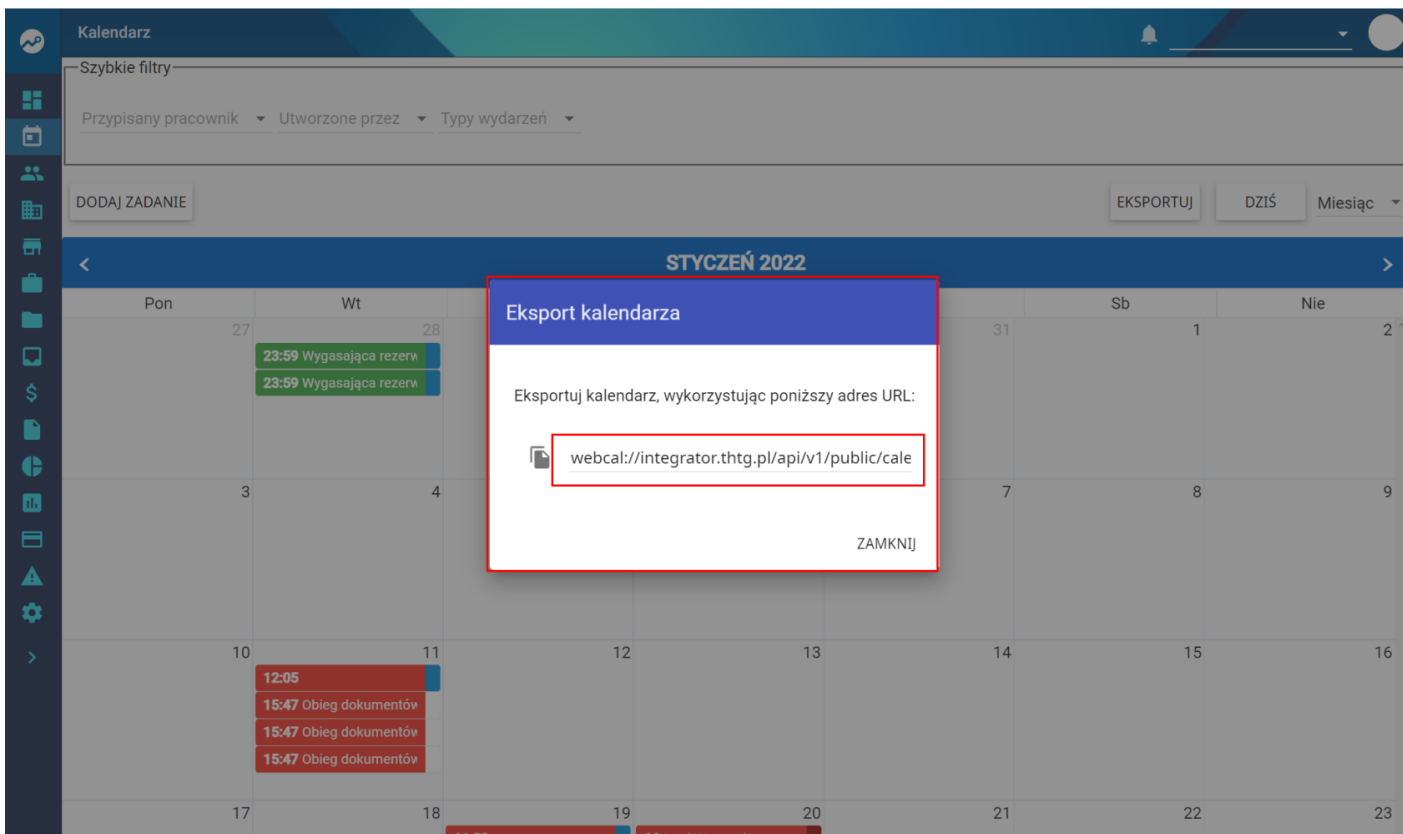 Kalendarz
Szybkie filtry
Przypisany pracownik Utworzone przez Typy wydarzeń
DODAJ ZADANIE EKSPORTUJ DZIŚ Miesiąc
STYCZEŃ 2022
Pon Wt Sb Nie
27 28 31 1 2
23:59 Wygasająca rezerw
23:59 Wygasająca rezerw
Eksport kalendarza
Eksportuj kalendarz, wykorzystując poniższy adres URL:
webcal://integrator.thtg.pl/api/v1/public/cale
ZAMKNIJ
3 4 7 8 9
10 11 12 13 14 15 16
12:05
15:47 Obieg dokumentów
15:47 Obieg dokumentów
15:47 Obieg dokumentów
17 18 19 20 21 22 23